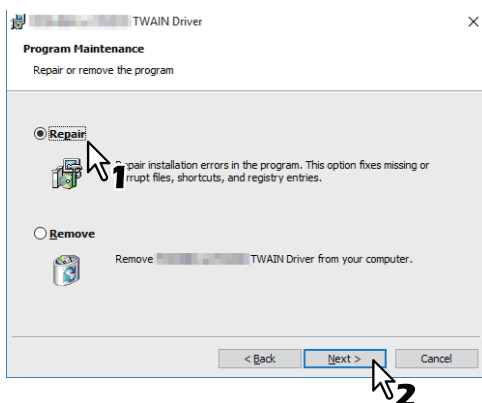 TWAIN Driver
Program Maintenance
Repair or remove the program
Repair
1
pair installation errors in the program. This option fixes missing or
rrupt files, shortcuts, and registry entries.
Remove
Remove TWAIN Driver from your computer.
< Back Next > Cancel
2